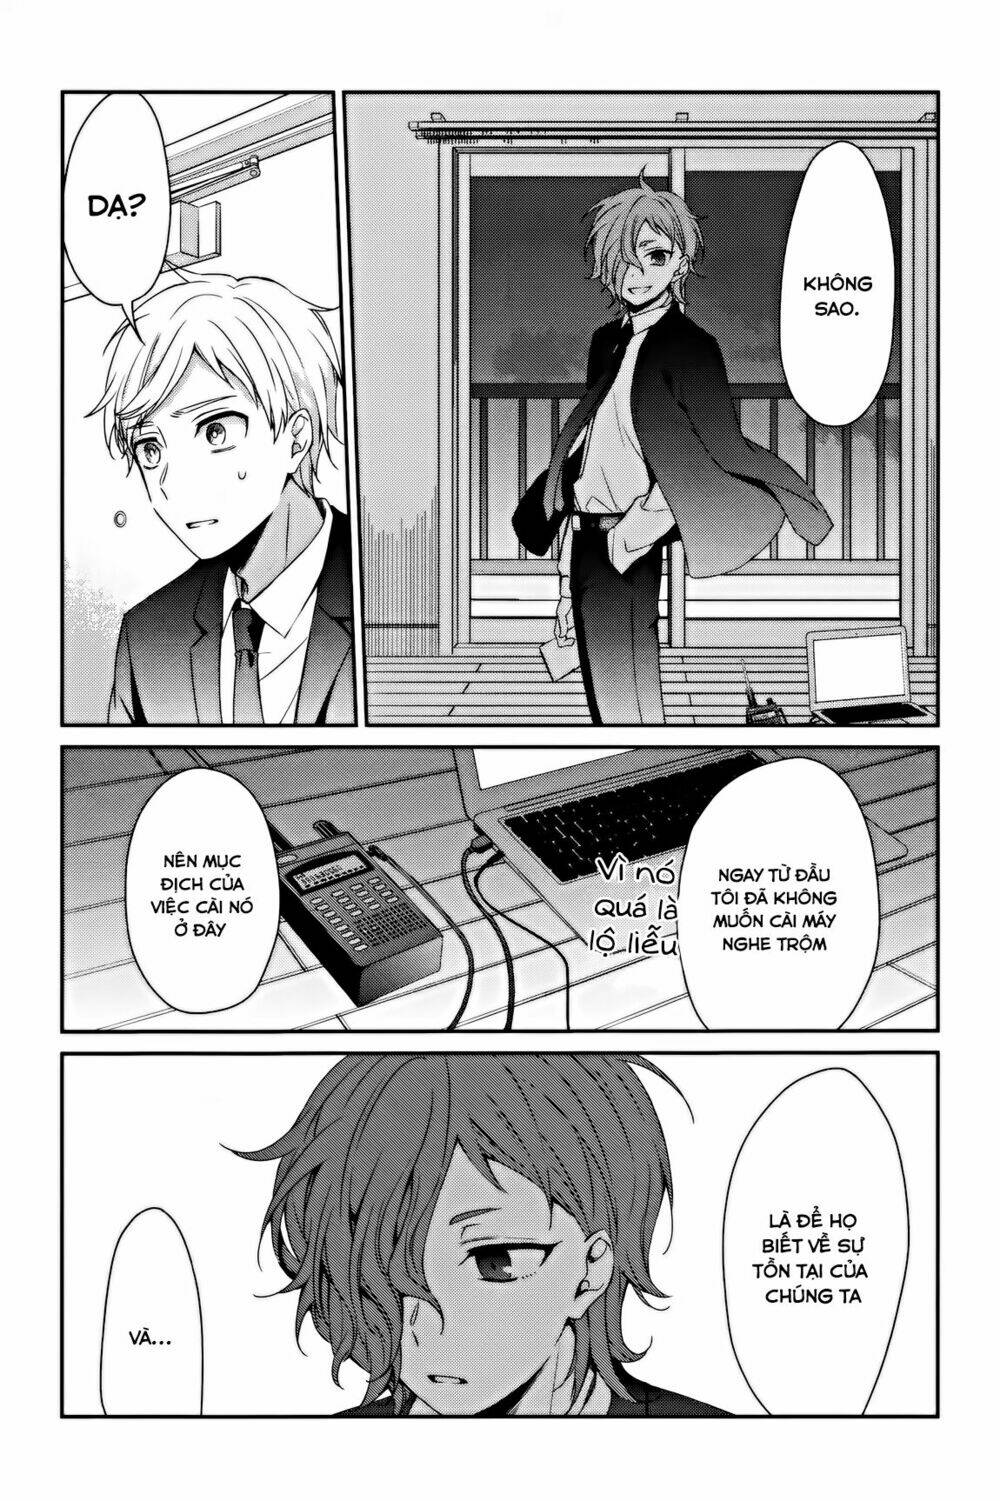 KHÔNG
SAO.
DẠ?
NGAY TỪ ĐẦU
TÔI ĐÃ KHÔNG
MUỐN CÀI MÁY
NGHE TRỘM
Vì nó
quá là
lộ liễu
NÊN MỤC
ĐỊCH CỦA
VIỆC CÀI NÓ
Ở ĐÂY
LÀ ĐỂ HỌ
BIẾT VỀ SỰ
TỒN TẠI CỦA
CHÚNG TA
VÀ...